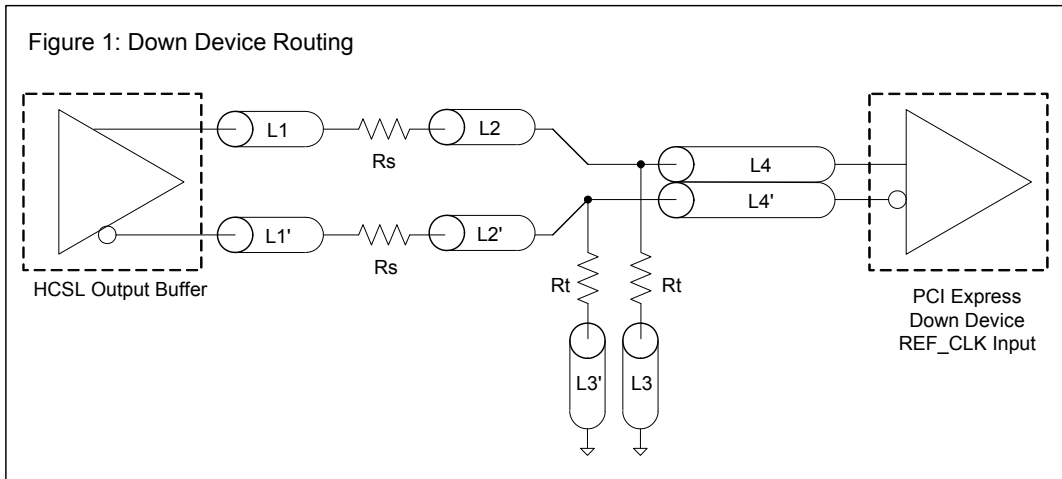 Figure 1: Down Device Routing
L1
Rs
L2
L4
L4'
L1'
Rs
L2'
HCSL Output Buffer
Rt
Rt
L3'
L3
PCI Express
Down Device
REF_CLK Input